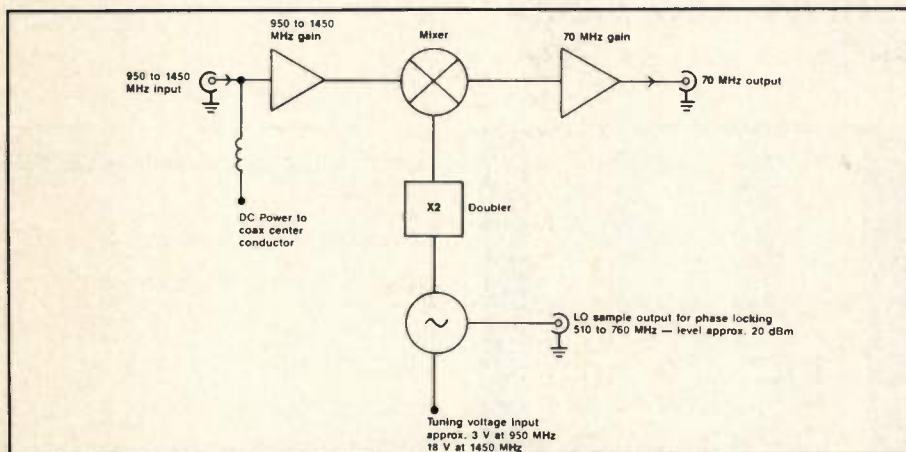 950 to 1450
MHz gain
Mixer
70 MHz gain
950 to 1450
MHz input
70 MHz output
DC Power to
coax center
conductor
X2
Doubler
LO sample output for phase locking
510 to 760 MHz — level approx. 20 dBm
Tuning voltage input
approx. 3 V at 950 MHz
18 V at 1450 MHz